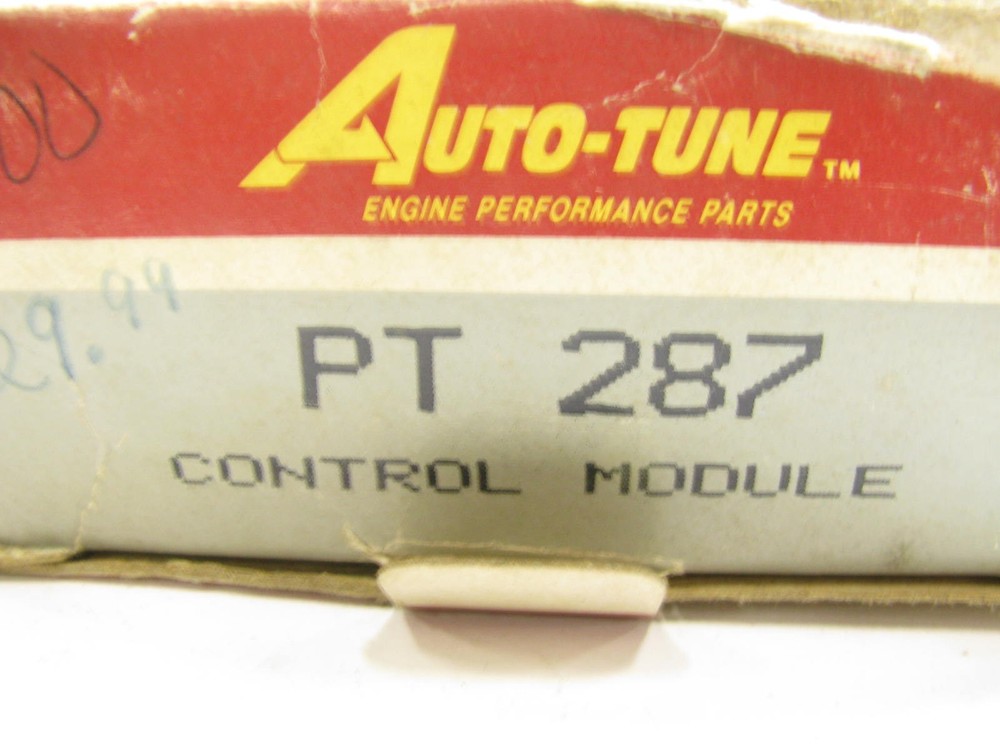 AUTO-TUNE™
ENGINE PERFORMANCE PARTS
29.99
PT 287
CONTROL MODULE